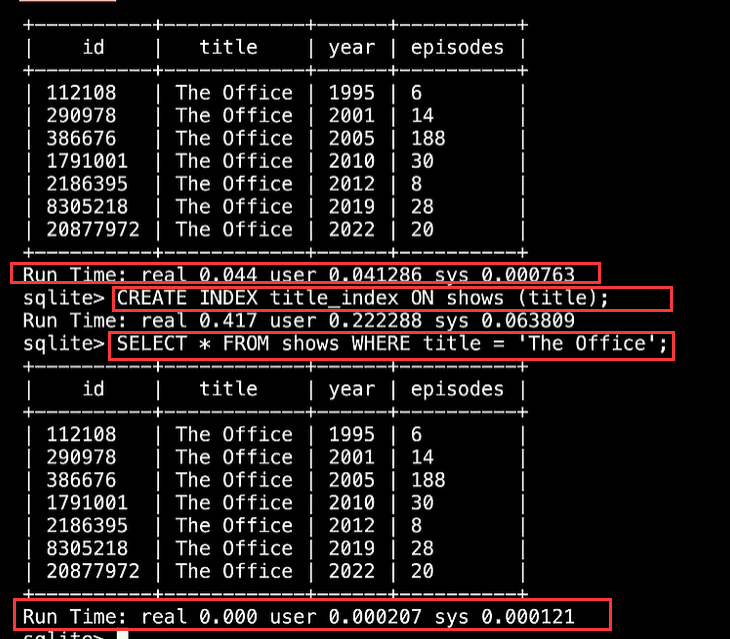 +----------+------------+------+----------+
| id | title | year | episodes |
+----------+------------+------+----------+
| 112108 | The Office | 1995 | 6 |
| 290978 | The Office | 2001 | 14 |
| 386676 | The Office | 2005 | 188 |
| 1791001 | The Office | 2010 | 30 |
| 2186395 | The Office | 2012 | 8 |
| 8305218 | The Office | 2019 | 28 |
| 20877972 | The Office | 2022 | 20 |
+----------+------------+------+----------+
Run Time: real 0.044 user 0.041286 sys 0.000763
sqlite> CREATE INDEX title_index ON shows (title);
Run Time: real 0.417 user 0.222288 sys 0.063809
sqlite> SELECT * FROM shows WHERE title = 'The Office';
+----------+------------+------+----------+
| id | title | year | episodes |
+----------+------------+------+----------+
| 112108 | The Office | 1995 | 6 |
| 290978 | The Office | 2001 | 14 |
| 386676 | The Office | 2005 | 188 |
| 1791001 | The Office | 2010 | 30 |
| 2186395 | The Office | 2012 | 8 |
| 8305218 | The Office | 2019 | 28 |
| 20877972 | The Office | 2022 | 20 |
+----------+------------+------+----------+
Run Time: real 0.000 user 0.000207 sys 0.000121
sqlite>